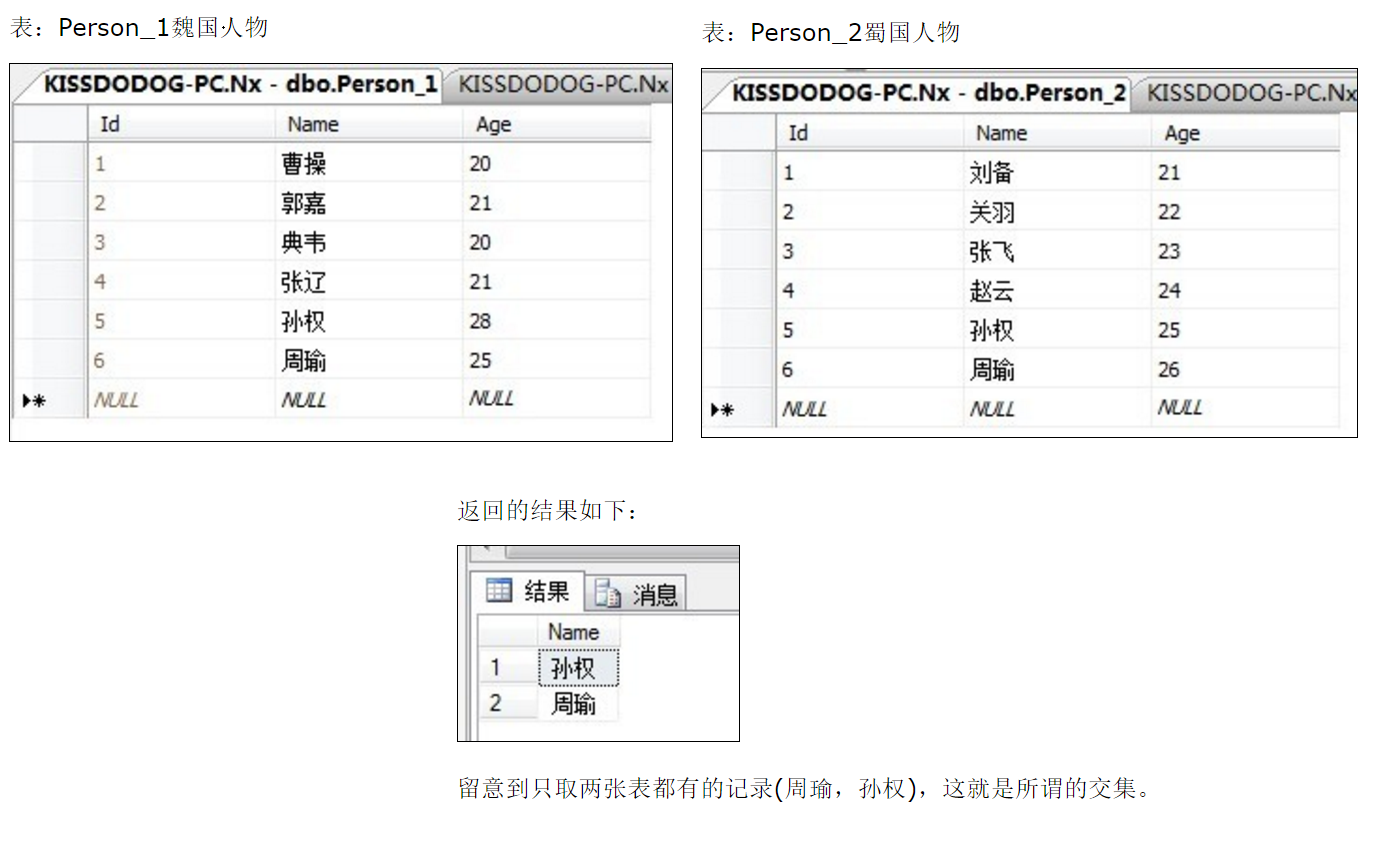 表：Person_1魏国人物
KISSDODOG-PC.Nx - dbo.Person_1 KISSDODOG-PC.Nx
Id Name Age
1 曹操 20
2 郭嘉 21
3 典韦 20
4 张辽 21
5 孙权 28
6 周瑜 25
NULL NULL NULL
表：Person_2蜀国人物
KISSDODOG-PC.Nx - dbo.Person_2 KISSDODOG-PC.Nx
Id Name Age
1 刘备 21
2 关羽 22
3 张飞 23
4 赵云 24
5 孙权 25
6 周瑜 26
NULL NULL NULL
返回的结果如下：
结果 消息
Name
1 孙权
2 周瑜
留意到只取两张表都有的记录(周瑜，孙权)，这就是所谓的交集。